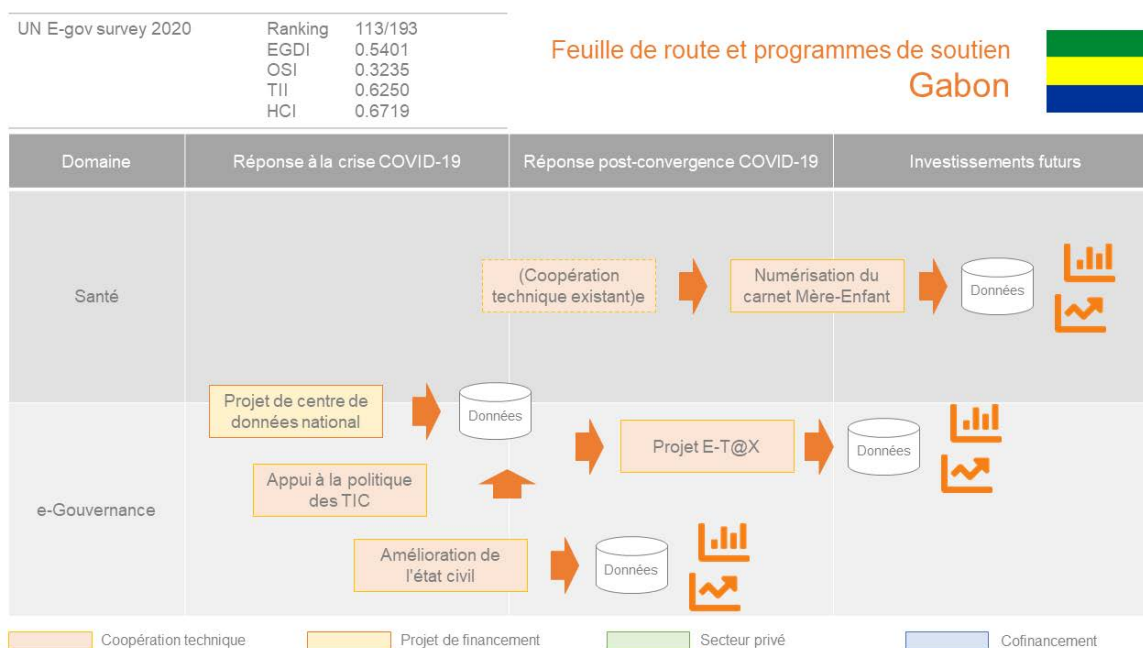 UN E-gov survey 2020
Ranking 113/193
EGDI 0.5401
OSI 0.3235
TII 0.6250
HCI 0.6719
Feuille de route et programmes de soutien
Gabon
Domaine
Réponse à la crise COVID-19
Réponse post-convergence COVID-19
Investissements futurs
Santé
(Coopération
technique existant)e
Numérisation du
carnet Mère-Enfant
Données
Projet de centre de
données national
Données
Projet E-T@X
Données
Appui à la politique
des TIC
e-Gouvernance
Amélioration de
l'état civil
Données
Coopération technique
Projet de financement
Secteur privé
Cofinancement